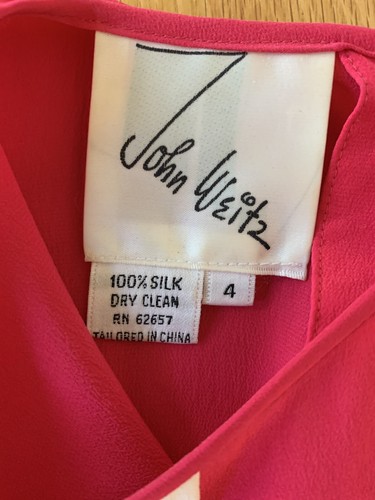 John Weitz
100% SILK
DRY CLEAN
RN 62657
TAILORED IN CHINA
4